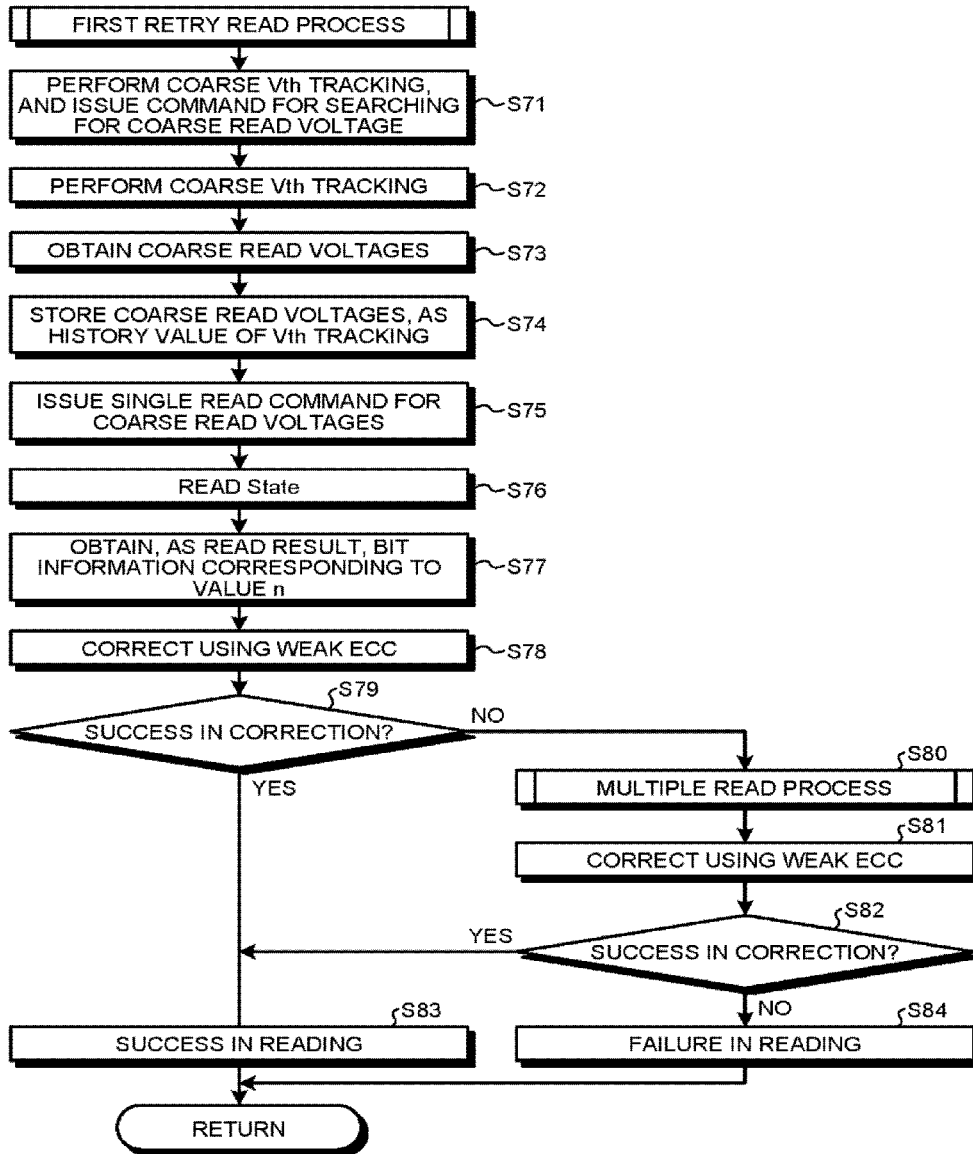 FIRST RETRY READ PROCESS
PERFORM COARSE Vth TRACKING,
AND ISSUE COMMAND FOR SEARCHING
FOR COARSE READ VOLTAGE
S71
PERFORM COARSE Vth TRACKING
S72
OBTAIN COARSE READ VOLTAGES
S73
STORE COARSE READ VOLTAGES, AS
HISTORY VALUE OF Vth TRACKING
S74
ISSUE SINGLE READ COMMAND FOR
COARSE READ VOLTAGES
S75
READ State
S76
OBTAIN, AS READ RESULT, BIT
INFORMATION CORRESPONDING TO
VALUE n
S77
CORRECT USING WEAK ECC
S78
S79
SUCCESS IN CORRECTION?
NO
YES
S80
MULTIPLE READ PROCESS
S81
CORRECT USING WEAK ECC
S82
SUCCESS IN CORRECTION?
YES
NO
S83
SUCCESS IN READING
S84
FAILURE IN READING
RETURN